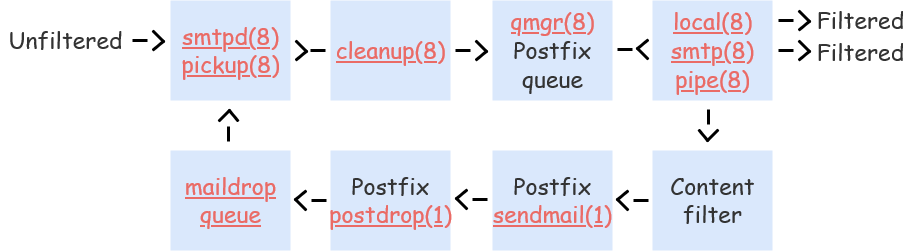 Unfiltered
smtpd(8)
pickup(8)
cleanup(8)
qmgr(8)
Postfix
queue
local(8)
smtp(8)
pipe(8)
Filtered
Filtered
maildrop
queue
Postfix
postdrop(1)
Postfix
sendmail(1)
Content
filter